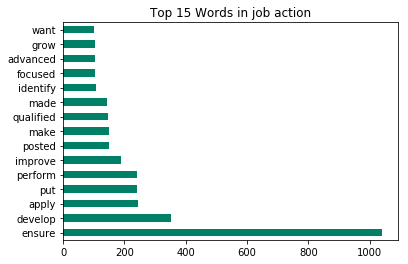 Top 15 Words in job action
want
grow
advanced
focused
identify
made
qualified
make
posted
improve
perform
put
apply
develop
ensure
0 200 400 600 800 1000